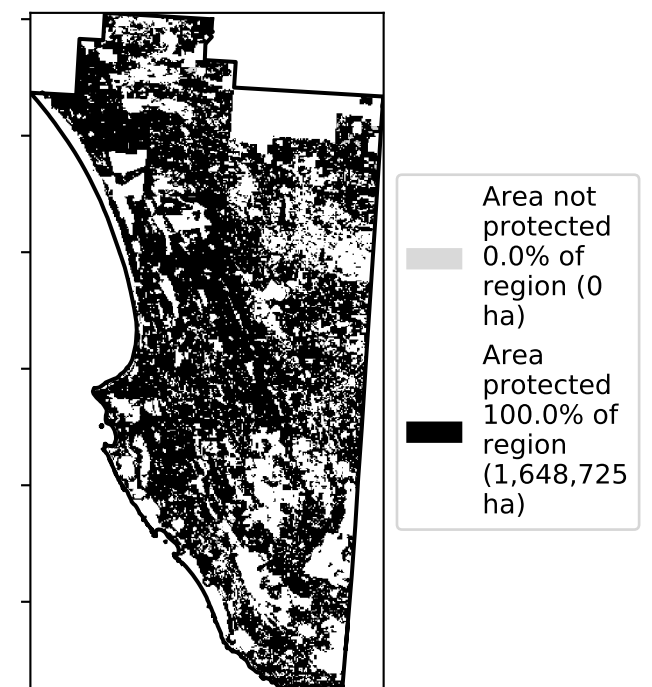 Area not
protected
0.0% of
region (0
ha)
Area
protected
100.0% of
region
(1,648,725
ha)